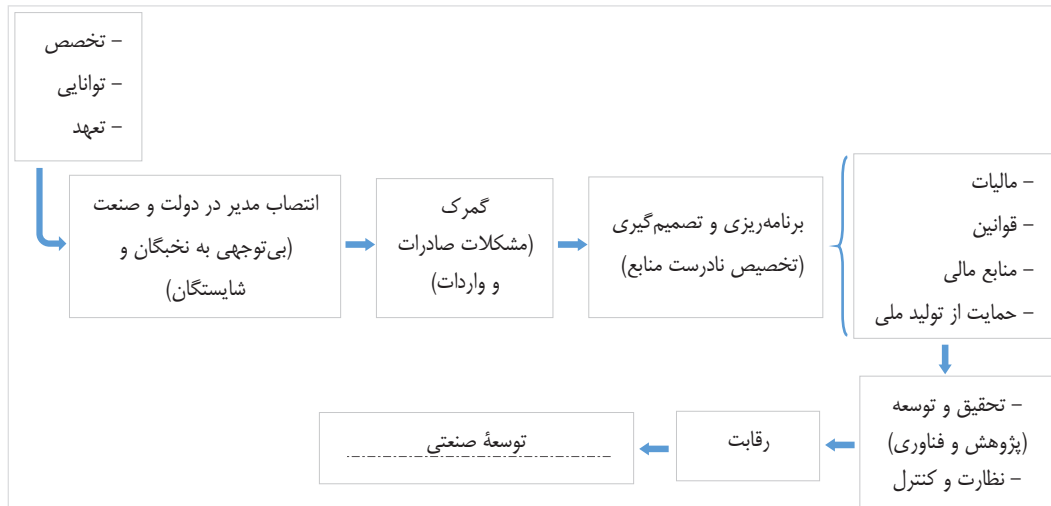 – تخصص
– توانایی
– تعهد
انتصاب مدیر در دولت و صنعت
(بی‌توجهی به نخبگان و
شایستگان)
گمرک
(مشکلات صادرات
و واردات)
برنامه‌ریزی و تصمیم‌گیری
(تخصیص نادرست منابع)
– مالیات
– قوانین
– منابع مالی
– حمایت از تولید ملی
– تحقیق و توسعه
(پژوهش و فناوری)
– نظارت و کنترل
رقابت
توسعهٔ صنعتی